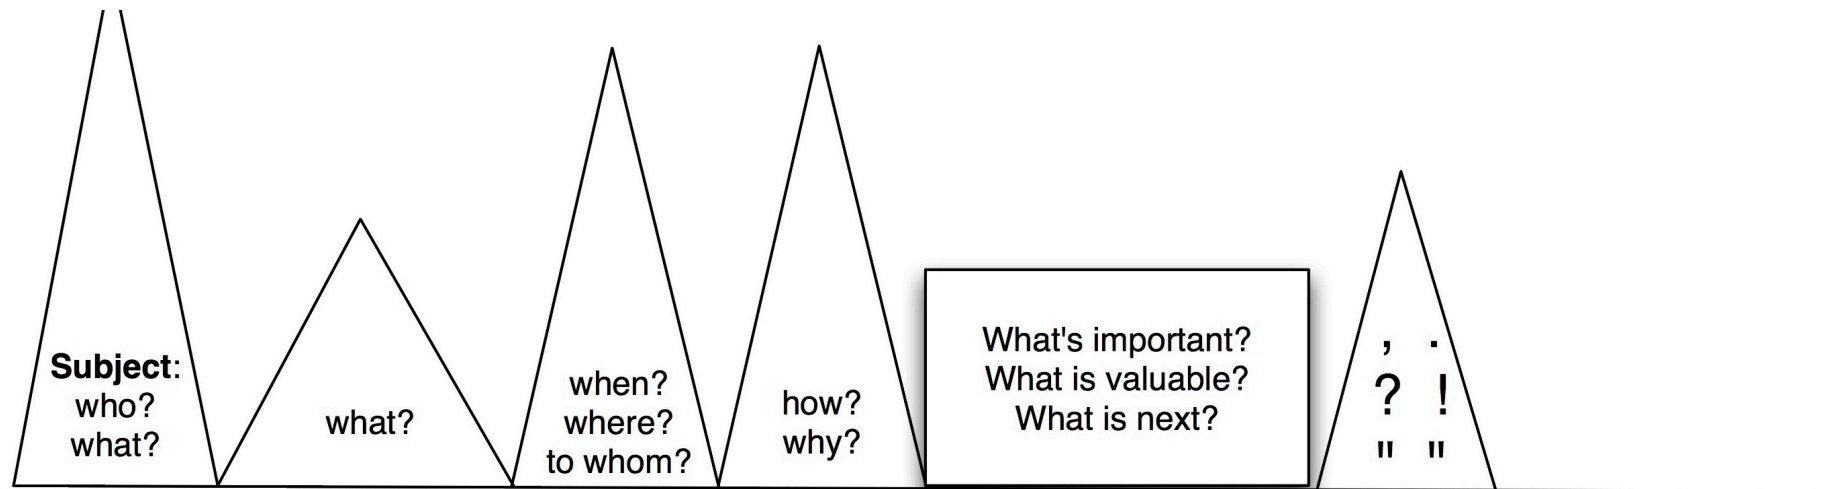 Subject:
who?
what?
what?
when?
where?
to whom?
how?
why?
What's important?
What is valuable?
What is next?
, .
? !
" "